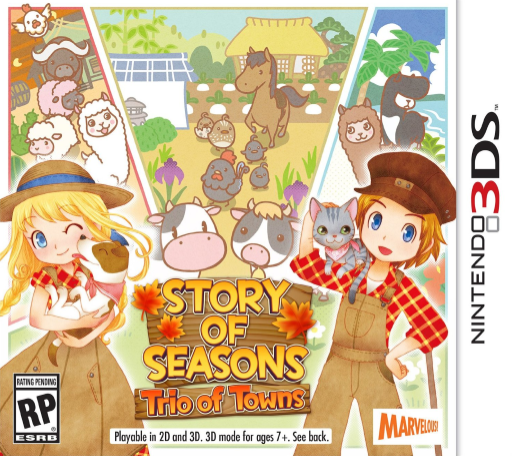 NINTENDO 3DS™
STORY
OF
SEASONS
Trio of Towns
RATING PENDING
RP
ESRB
Playable in 2D and 3D. 3D mode for ages 7+. See back.
MARVELOUS!